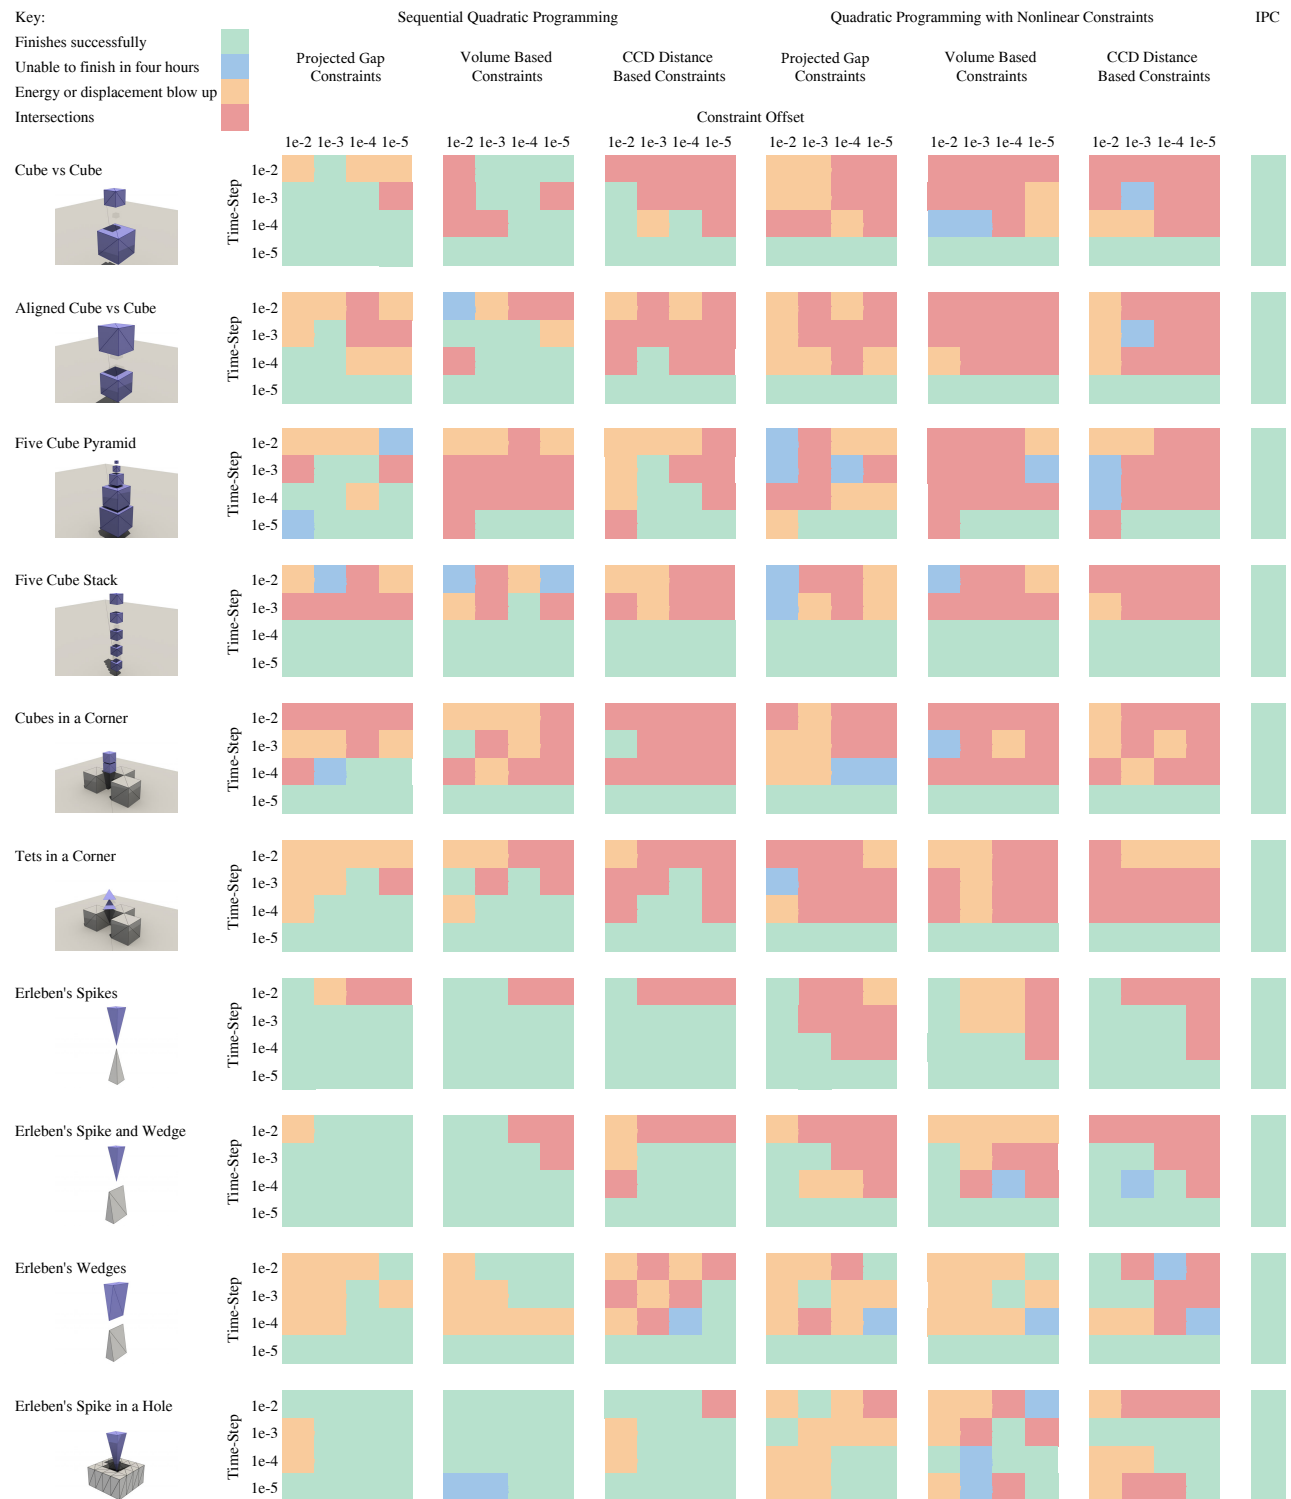 Key:
Finishes successfully
Unable to finish in four hours
Energy or displacement blow up
Intersections
Sequential Quadratic Programming
Quadratic Programming with Nonlinear Constraints
IPC
Projected Gap
Constraints
Volume Based
Constraints
CCD Distance
Based Constraints
Projected Gap
Constraints
Volume Based
Constraints
CCD Distance
Based Constraints
Constraint Offset
1e-2 1e-3 1e-4 1e-5
1e-2 1e-3 1e-4 1e-5
1e-2 1e-3 1e-4 1e-5
1e-2 1e-3 1e-4 1e-5
1e-2 1e-3 1e-4 1e-5
1e-2 1e-3 1e-4 1e-5
Cube vs Cube
Time-Step
1e-2
1e-3
1e-4
1e-5
Aligned Cube vs Cube
Time-Step
1e-2
1e-3
1e-4
1e-5
Five Cube Pyramid
Time-Step
1e-2
1e-3
1e-4
1e-5
Five Cube Stack
Time-Step
1e-2
1e-3
1e-4
1e-5
Cubes in a Corner
Time-Step
1e-2
1e-3
1e-4
1e-5
Tets in a Corner
Time-Step
1e-2
1e-3
1e-4
1e-5
Erleben's Spikes
Time-Step
1e-2
1e-3
1e-4
1e-5
Erleben's Spike and Wedge
Time-Step
1e-2
1e-3
1e-4
1e-5
Erleben's Wedges
Time-Step
1e-2
1e-3
1e-4
1e-5
Erleben's Spike in a Hole
Time-Step
1e-2
1e-3
1e-4
1e-5